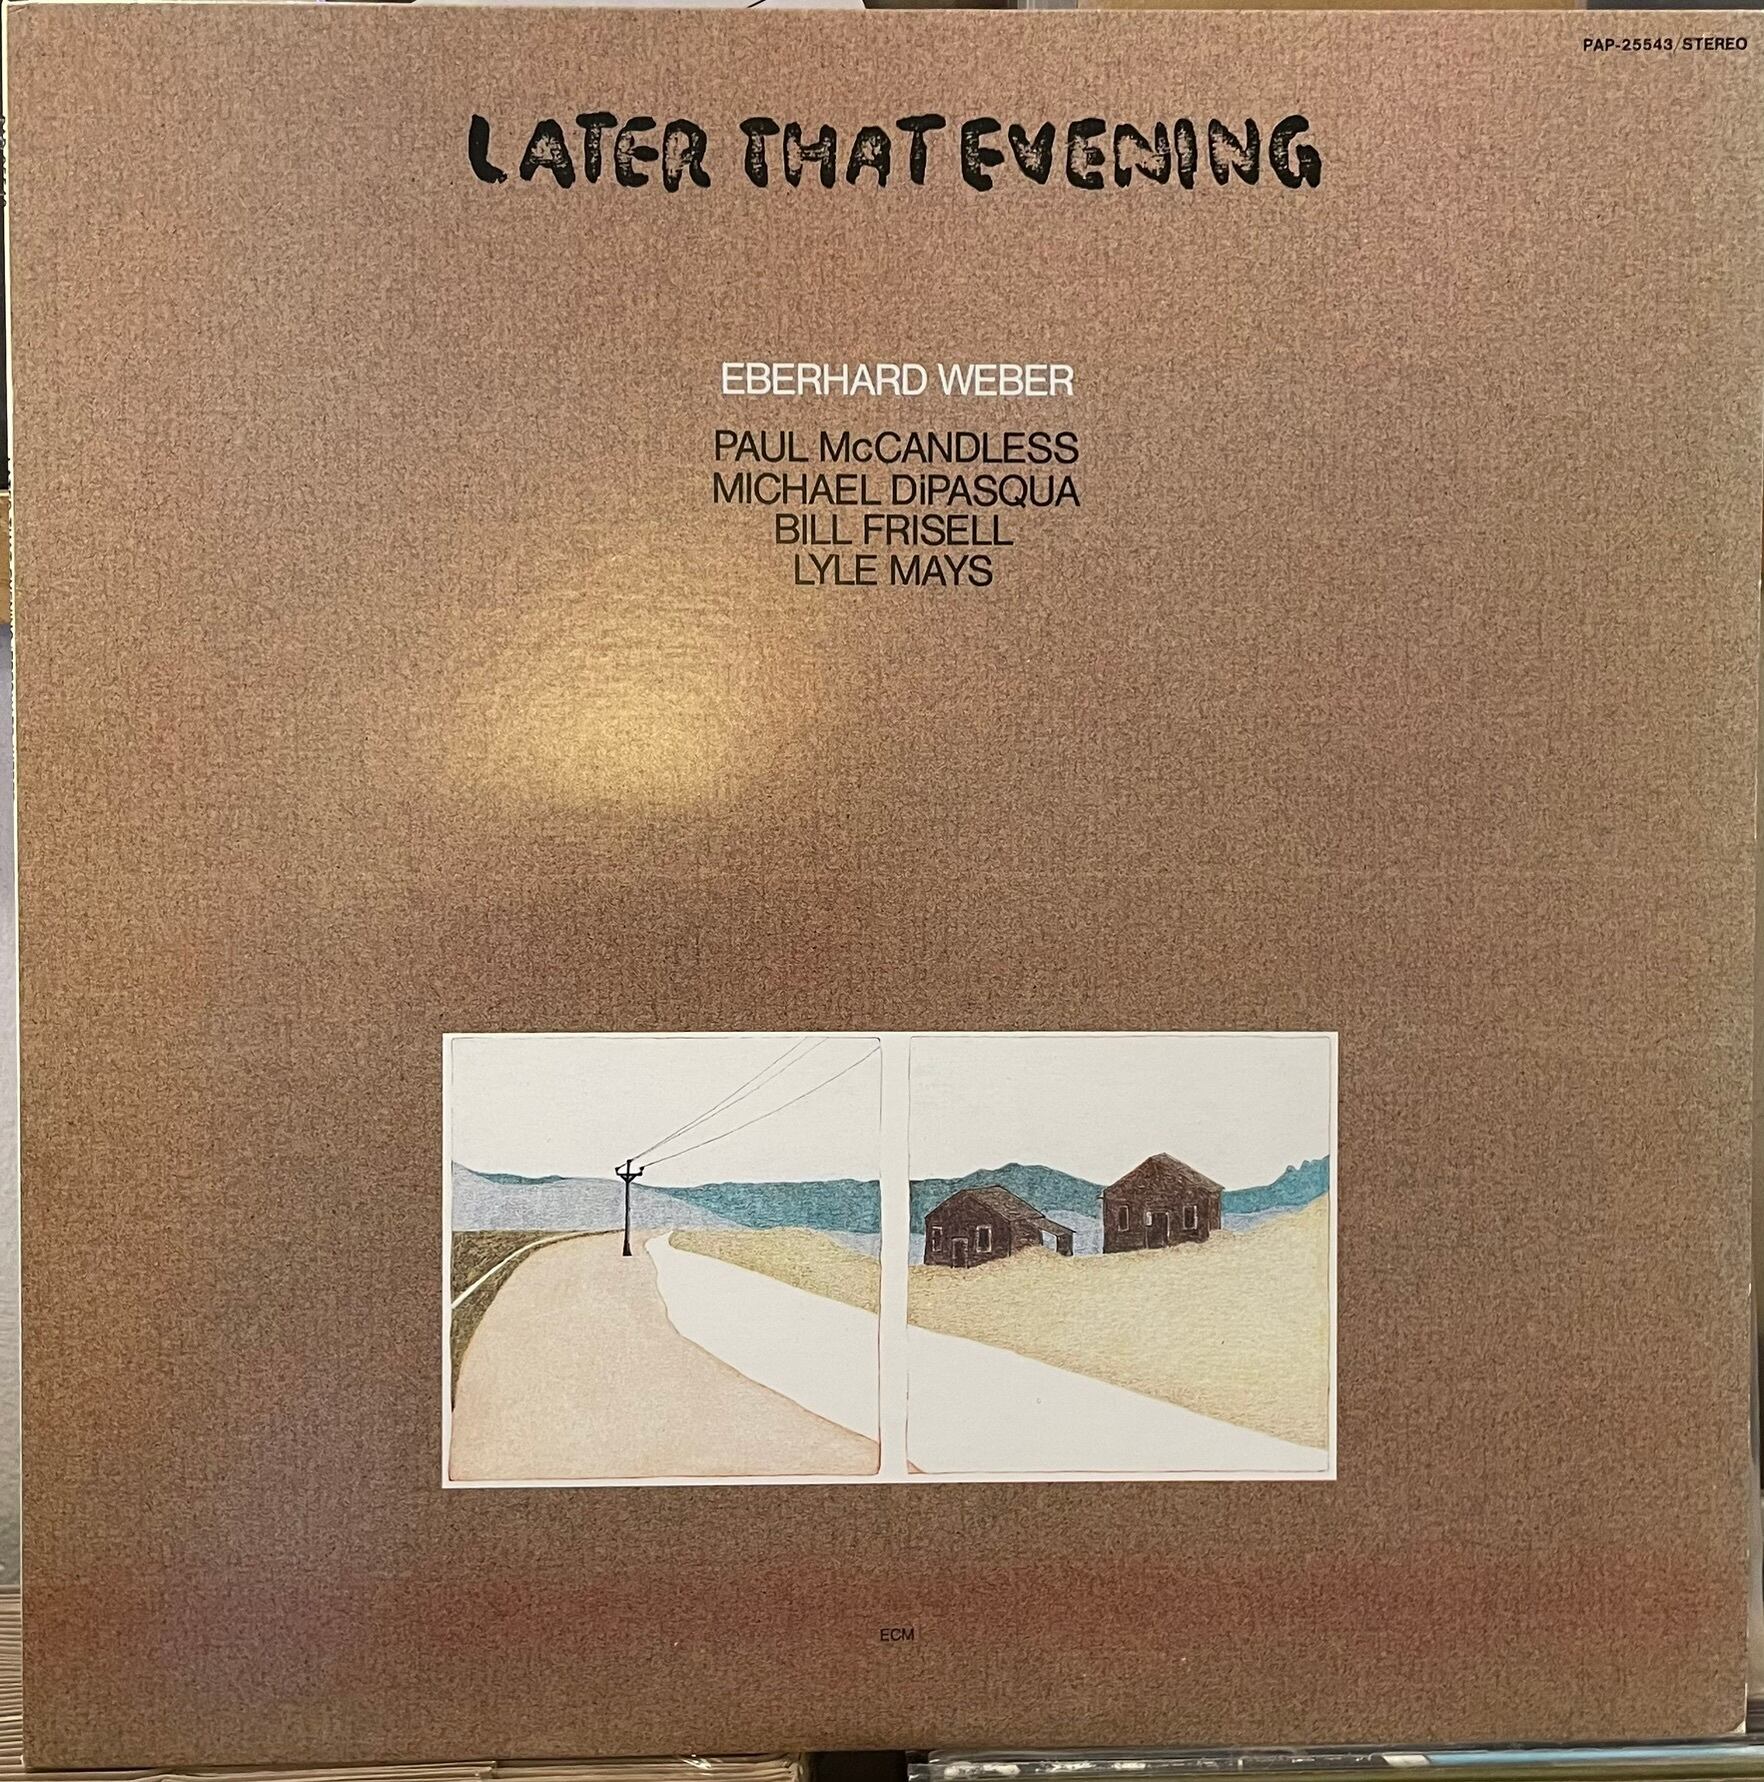 PAP-25543/STEREO
LATER THAT EVENING
EBERHARD WEBER
PAUL McCANDLESS
MICHAEL DiPASQUA
BILL FRISELL
LYLE MAYS
ECM